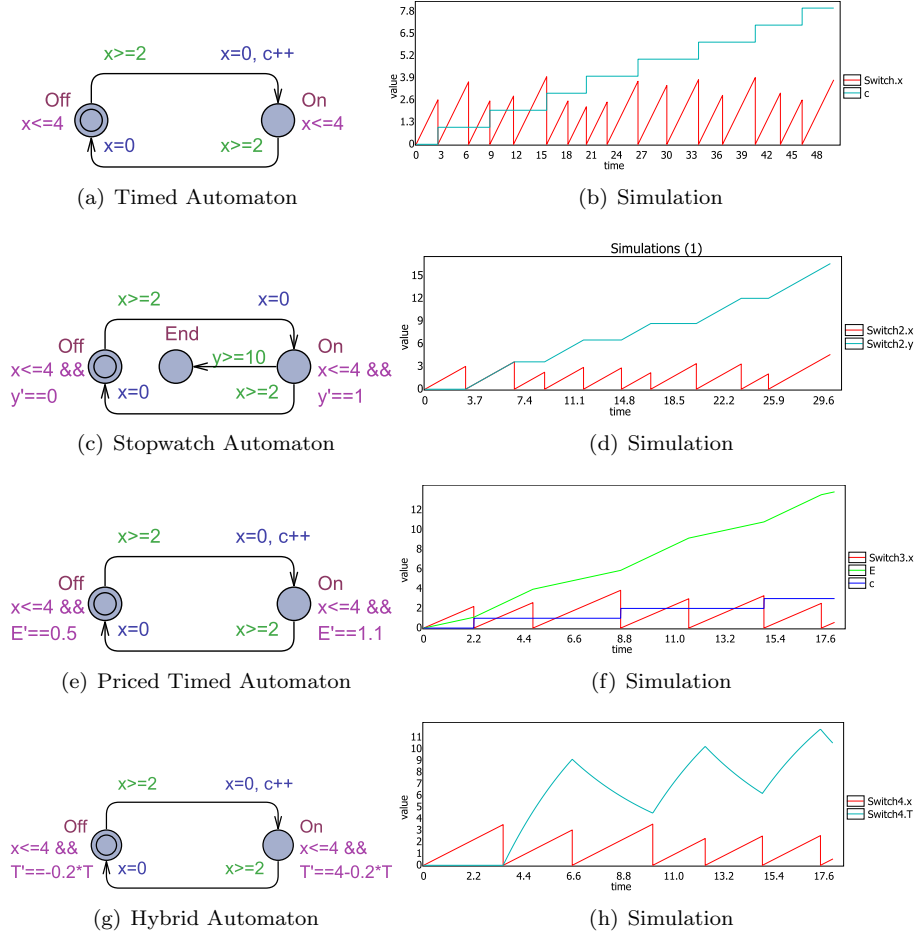 x>=2 x=0, c++
Off On
x<=4 x<=4
x=0 x>=2
(a) Timed Automaton
7.8
6.5
5.2
3.9
2.6
1.3
0
value
0 3 6 9 12 15 18 21 24 27 30 33 36 39 42 45 48
time
Switch.x
c
(b) Simulation
x>=2 x=0
End
Off On
y>=10
x<=4 && x<=4 &&
y'==0 x=0 x>=2 y'==1
(c) Stopwatch Automaton
Simulations (1)
15
12
9
6
3
0
value
0 3.7 7.4 11.1 14.8 18.5 22.2 25.9 29.6
time
Switch2.x
Switch2.y
(d) Simulation
x>=2 x=0, c++
Off On
x<=4 && x<=4 &&
E'==0.5 x=0 x>=2 E'==1.1
(e) Priced Timed Automaton
12
10
8
6
4
2
0
value
0 2.2 4.4 6.6 8.8 11.0 13.2 15.4 17.6
time
Switch3.x
E
c
(f) Simulation
x>=2 x=0, c++
Off On
x<=4 && x<=4 &&
T'==-0.2*T x=0 x>=2 T'==4-0.2*T
(g) Hybrid Automaton
11
10
9
8
7
6
5
4
3
2
1
0
value
0 2.2 4.4 6.6 8.8 11.0 13.2 15.4 17.6
time
Switch4.x
Switch4.T
(h) Simulation